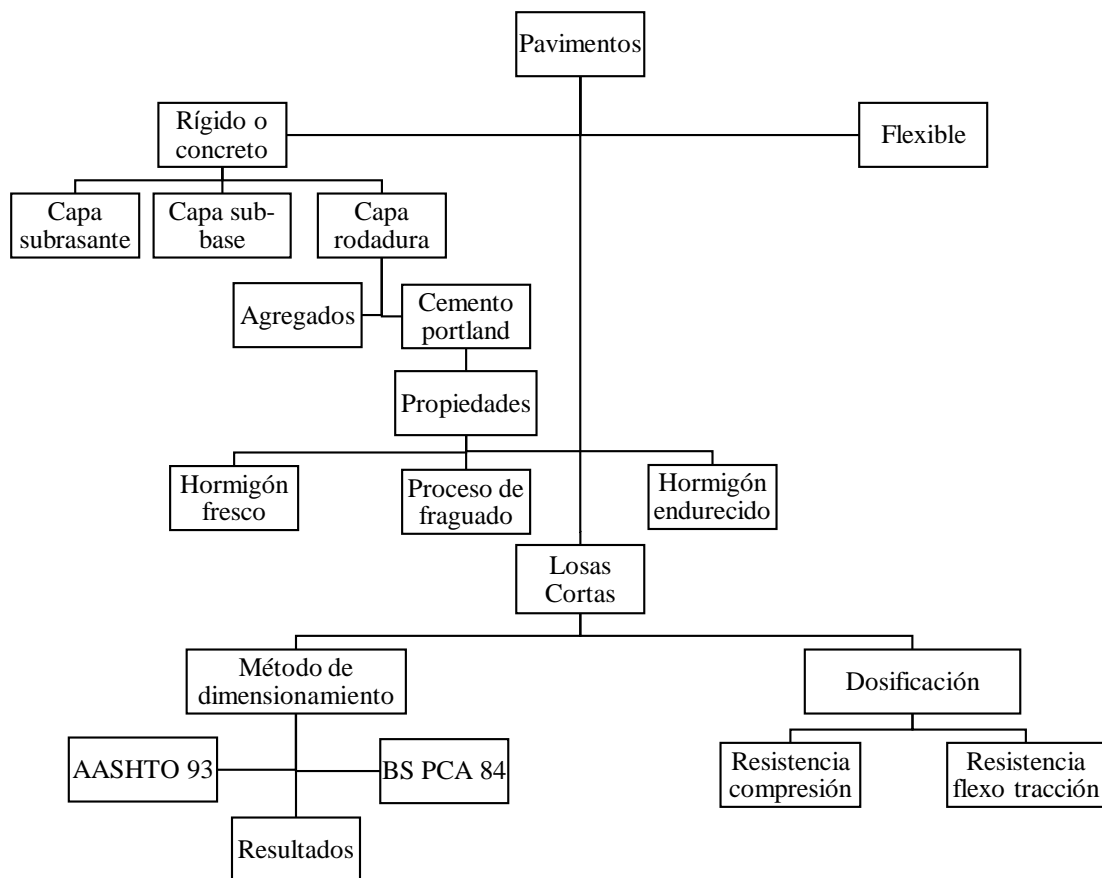 Pavimentos
Rígido o
concreto
Flexible
Capa
subrasante
Capa sub-
base
Capa
rodadura
Agregados
Cemento
portland
Propiedades
Hormigón
fresco
Proceso de
fraguado
Hormigón
endurecido
Losas
Cortas
Método de
dimensionamiento
Dosificación
AASHTO 93
BS PCA 84
Resistencia
compresión
Resistencia
flexo tracción
Resultados